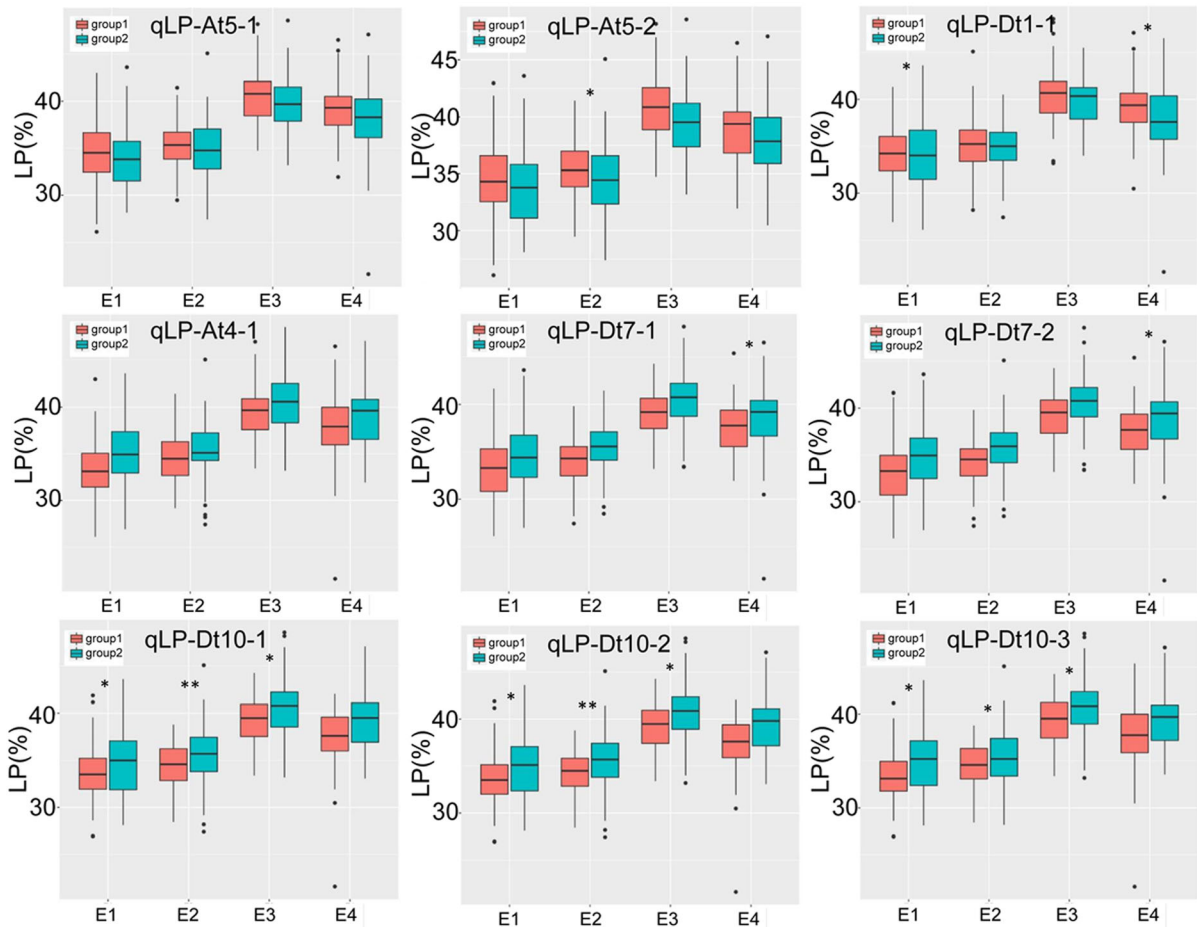 group1
group2
qLP-At5-1
LP(%)
40
30
E1 E2 E3 E4
group1
group2
qLP-At5-2
*
LP(%)
45
40
35
30
E1 E2 E3 E4
group1
group2
qLP-Dt1-1
* *
LP(%)
40
30
E1 E2 E3 E4
group1
group2
qLP-At4-1
LP(%)
40
30
E1 E2 E3 E4
group1
group2
qLP-Dt7-1
*
LP(%)
40
30
E1 E2 E3 E4
group1
group2
qLP-Dt7-2
*
LP(%)
40
30
E1 E2 E3 E4
group1
group2
qLP-Dt10-1
* ** *
LP(%)
40
30
E1 E2 E3 E4
group1
group2
qLP-Dt10-2
* ** *
LP(%)
40
30
E1 E2 E3 E4
group1
group2
qLP-Dt10-3
* * *
LP(%)
40
30
E1 E2 E3 E4